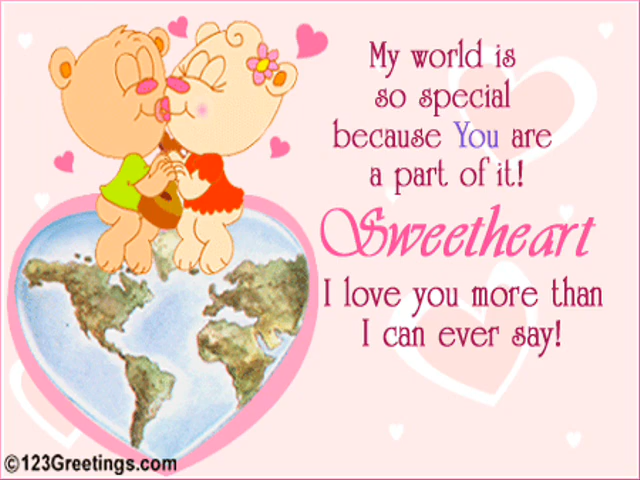 My world is
so special
because You are
a part of it!
Sweetheart
I love you more than
I can ever say!
©123Greetings.com